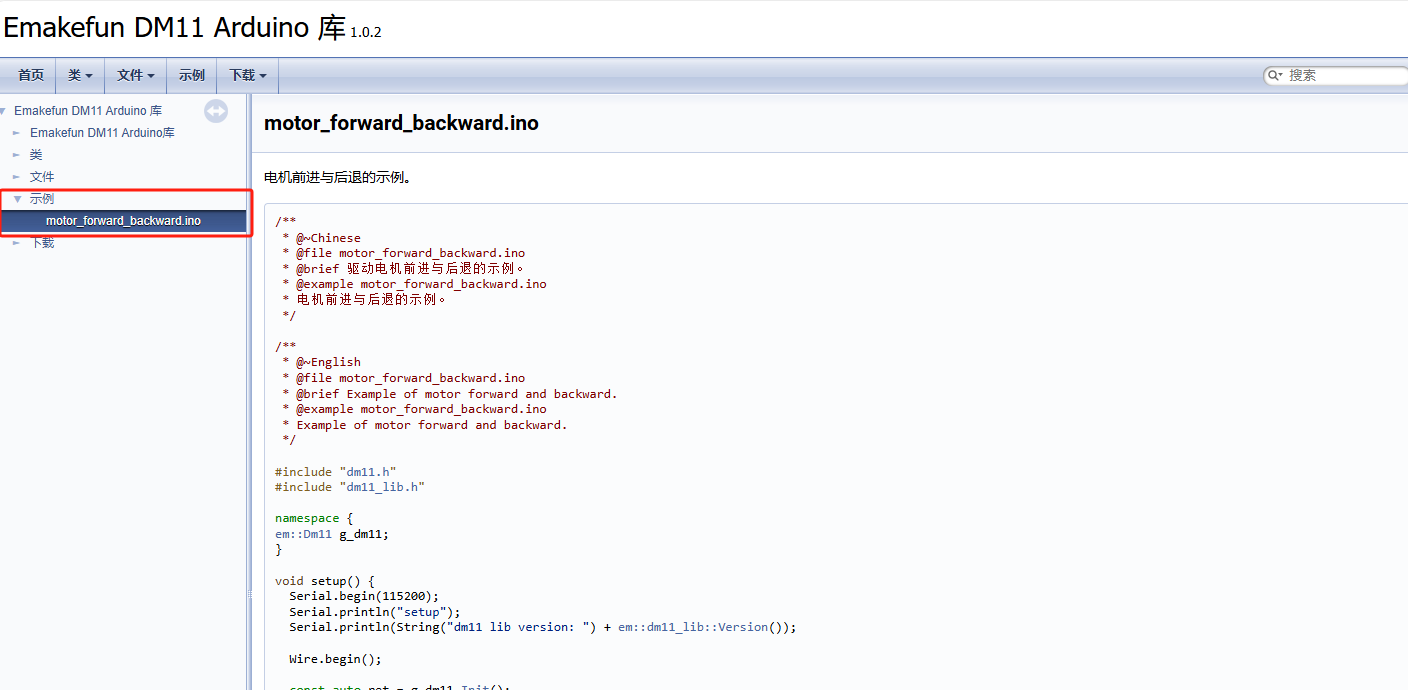 Emakefun DM11 Arduino 库 1.0.2
首页 类 文件 示例 下载 搜索
Emakefun DM11 Arduino 库
Emakefun DM11 Arduino库
类
文件
示例
motor_forward_backward.ino
下载
motor_forward_backward.ino
电机前进与后退的示例。
/**
 * @~Chinese
 * @file motor_forward_backward.ino
 * @brief 驱动电机前进与后退的示例。
 * @example motor_forward_backward.ino
 * 电机前进与后退的示例。
 */
/**
 * @~English
 * @file motor_forward_backward.ino
 * @brief Example of motor forward and backward.
 * @example motor_forward_backward.ino
 * Example of motor forward and backward.
 */
#include "dm11.h"
#include "dm11_lib.h"
namespace {
em::Dm11 g_dm11;
}
void setup() {
  Serial.begin(115200);
  Serial.println("setup");
  Serial.println(String("dm11 lib version: ") + em::dm11_lib::Version());
  Wire.begin();
  const auto ret = g_dm11.Init();